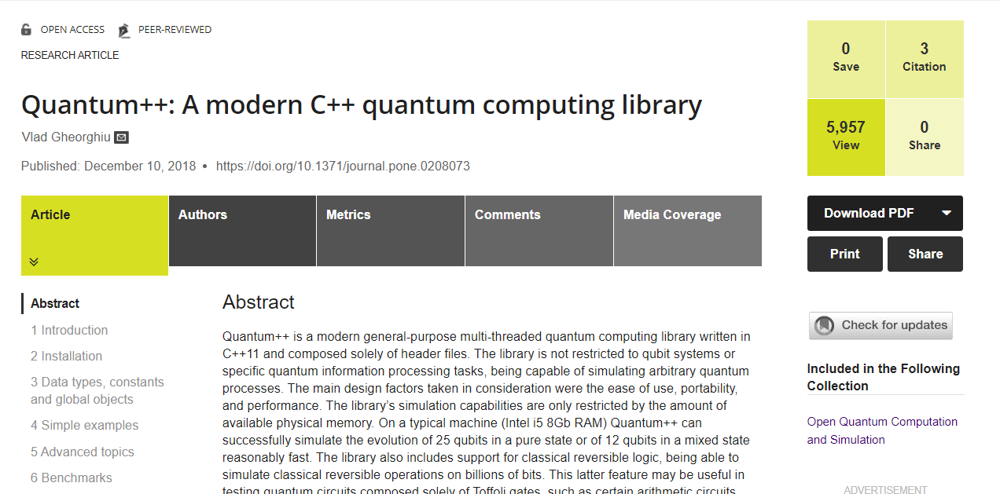 OPEN ACCESS PEER-REVIEWED
RESEARCH ARTICLE
Quantum++: A modern C++ quantum computing library
Vlad Gheorghiu
Published: December 10, 2018 • https://doi.org/10.1371/journal.pone.0208073
0
Save
3
Citation
5,957
View
0
Share
Article
Authors
Metrics
Comments
Media Coverage
Download PDF
Print
Share
Check for updates
Included in the Following
Collection
Open Quantum Computation
and Simulation
ADVERTISEMENT
Abstract
1 Introduction
2 Installation
3 Data types, constants
and global objects
4 Simple examples
5 Advanced topics
6 Benchmarks
Abstract
Quantum++ is a modern general-purpose multi-threaded quantum computing library written in
C++11 and composed solely of header files. The library is not restricted to qubit systems or
specific quantum information processing tasks, being capable of simulating arbitrary quantum
processes. The main design factors taken in consideration were the ease of use, portability,
and performance. The library’s simulation capabilities are only restricted by the amount of
available physical memory. On a typical machine (Intel i5 8Gb RAM) Quantum++ can
successfully simulate the evolution of 25 qubits in a pure state or of 12 qubits in a mixed state
reasonably fast. The library also includes support for classical reversible logic, being able to
simulate classical reversible operations on billions of bits. This latter feature may be useful in
testing quantum circuits composed solely of Toffoli gates, such as certain arithmetic circuits.